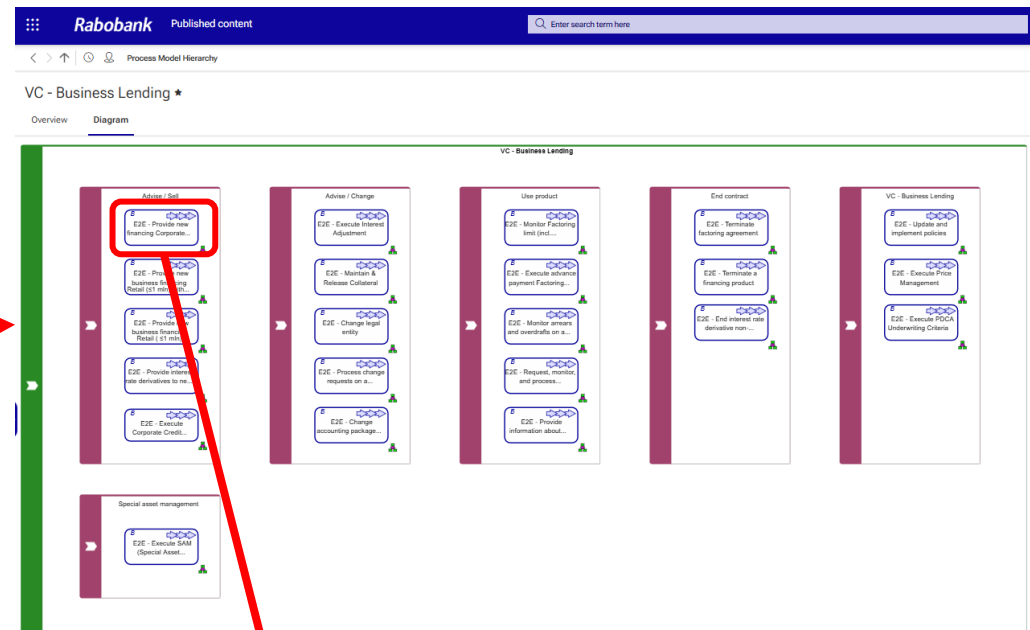 Rabobank Published content
Enter search term here
Process Model Hierarchy
VC - Business Lending ★
Overview Diagram
VC - Business Lending
Advise / Sell
E2E - Provide new
financing Corporate...
E2E - Provide new
business financing
Retail (≤1 mln
E2E - Provide
business financing
Retail ( ≤1 mln)
E2E - Provide interest
rate derivatives to ne...
E2E - Execute
Corporate Credit...
Advise / Change
E2E - Execute Interest
Adjustment
E2E - Maintain &
Release Collateral
E2E - Change legal
entity
E2E - Process change
requests on a...
E2E - Change
accounting package...
Use product
E2E - Monitor Factoring
limit (incl....
E2E - Execute advance
payment Factoring...
E2E - Monitor arrears
and overdrafts on a...
E2E - Request, monitor,
and process...
E2E - Provide
information about...
End contract
E2E - Terminate
factoring agreement
E2E - Terminate a
financing product
E2E - End interest rate
derivative non-...
VC - Business Lending
E2E - Update and
implement policies
E2E - Execute Price
Management
E2E - Execute PDCA
Underwriting Criteria
Special asset management
E2E - Execute SAM
(Special Asset...